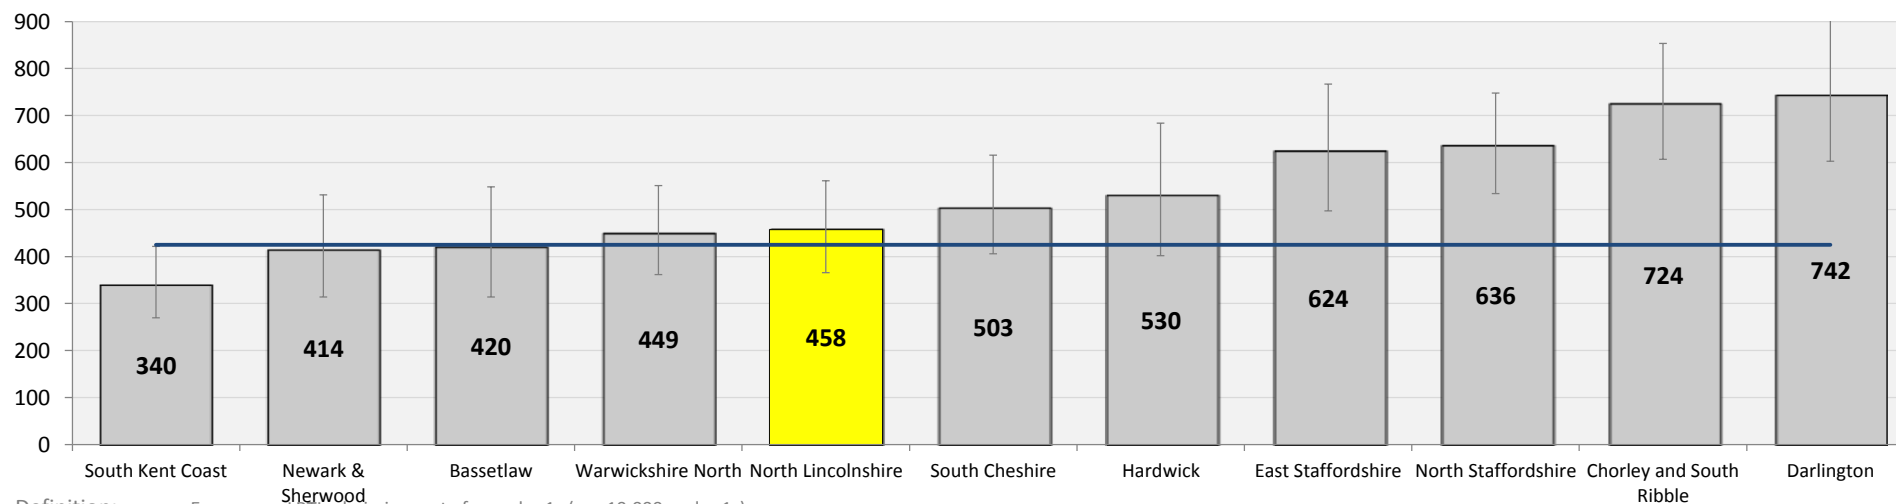 900
800
700
600
500
400
300
200
100
0
340
414
420
449
458
503
530
624
636
724
742
South Kent Coast
Newark &
Sherwood
Bassetlaw
Warwickshire North
North Lincolnshire
South Cheshire
Hardwick
East Staffordshire
North Staffordshire
Chorley and South
Ribble
Darlington